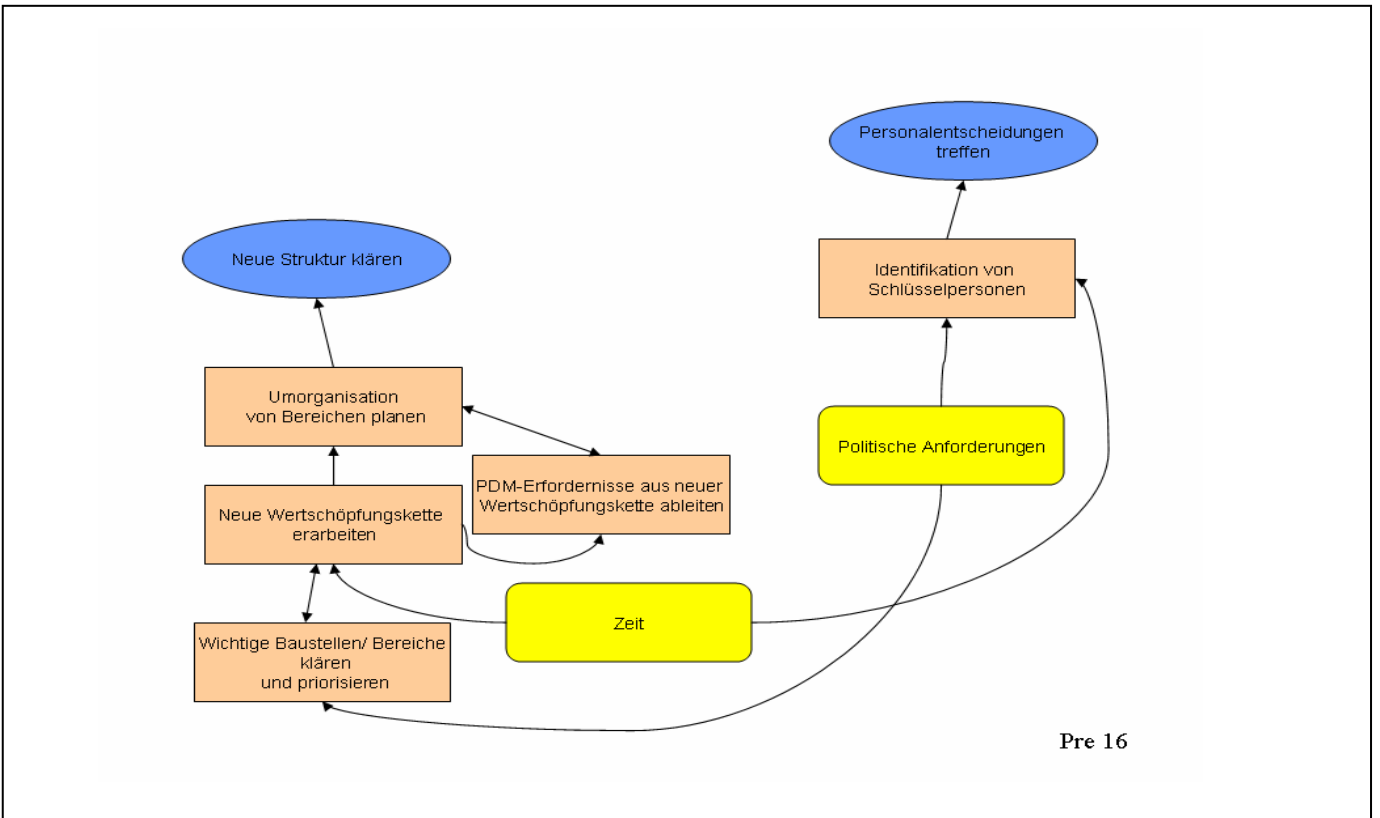 Personalentscheidungen
treffen
Neue Struktur klären
Identifikation von
Schlüsselpersonen
Umorganisation
von Bereichen planen
Politische Anforderungen
PDM-Erfordernisse aus neuer
Wertschöpfungskette ableiten
Neue Wertschöpfungskette
erarbeiten
Zeit
Wichtige Baustellen/ Bereiche
klären
und priorisieren
Pre 16